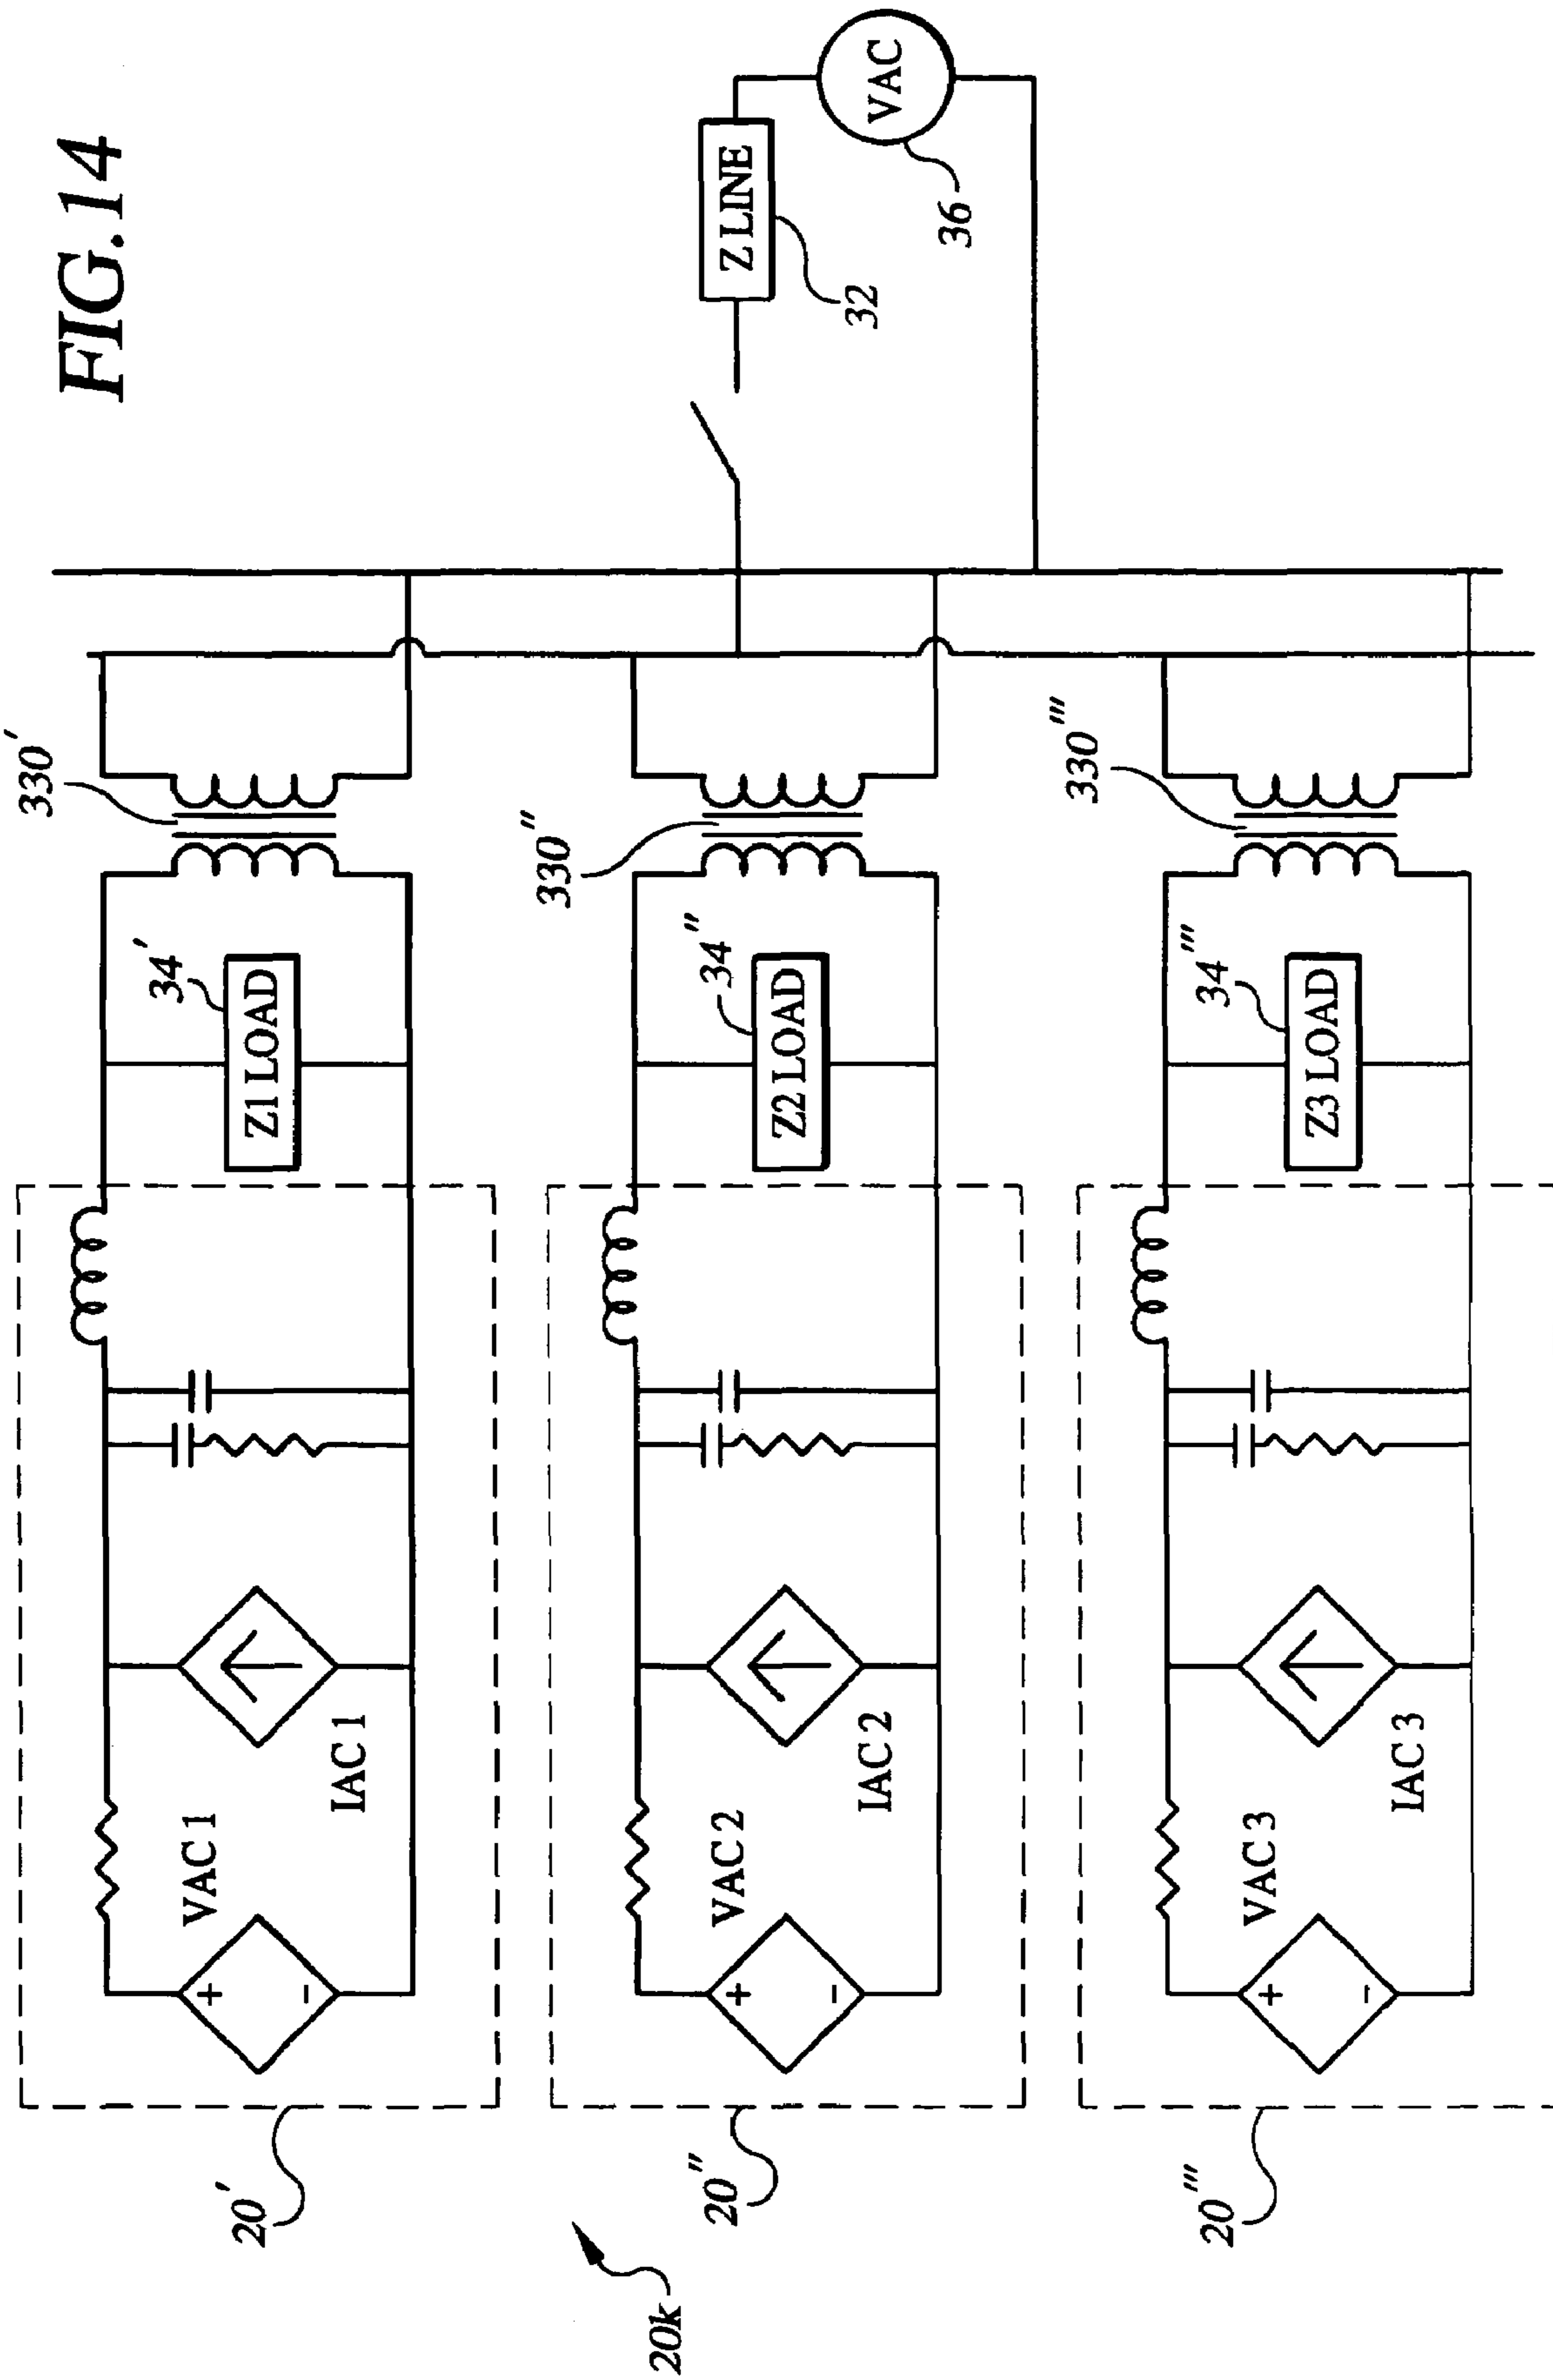 FIG.14
330'
34'
Z1 LOAD
VAC 1
IAC 1
20'
Z LINE
32
VAC
36
330''
34''
Z2 LOAD
VAC 2
IAC 2
20''
330'''
34'''
Z3 LOAD
VAC 3
IAC 3
20'''
20k
+
-
+
-
+
-